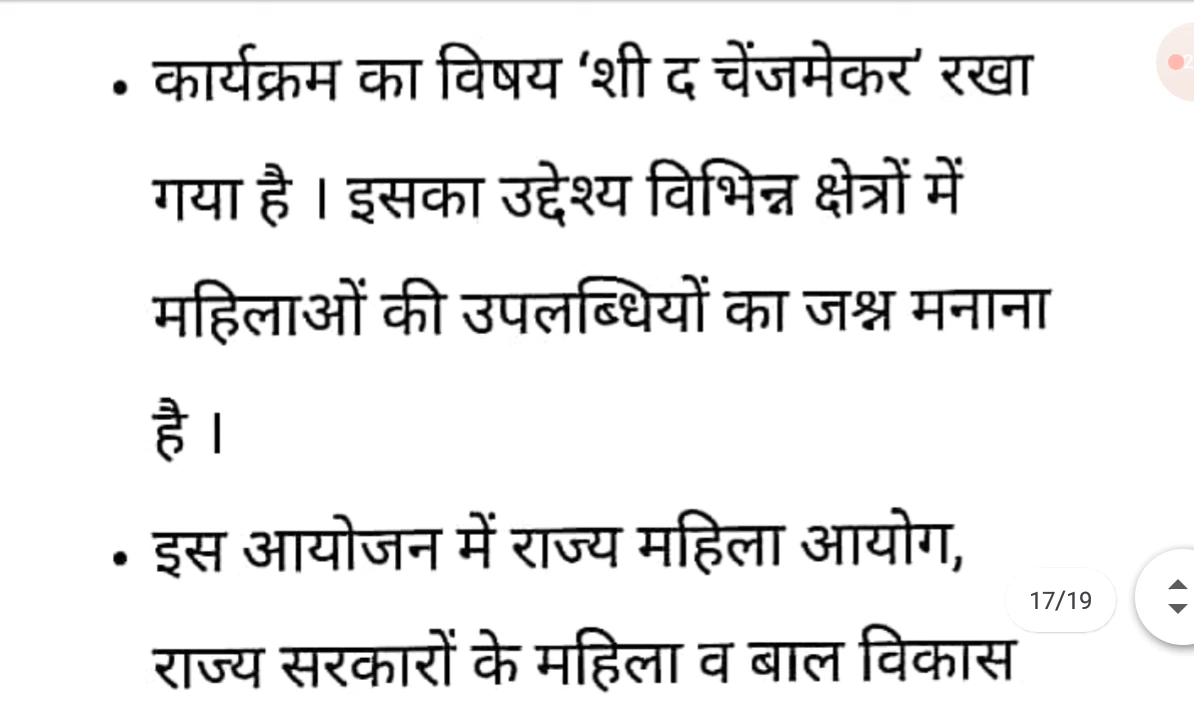 • कार्यक्रम का विषय ‘शी द चेंजमेकर’ रखा
गया है । इसका उद्देश्य विभिन्न क्षेत्रों में
महिलाओं की उपलब्धियों का जश्न मनाना
है ।
• इस आयोजन में राज्य महिला आयोग,
17/19
राज्य सरकारों के महिला व बाल विकास